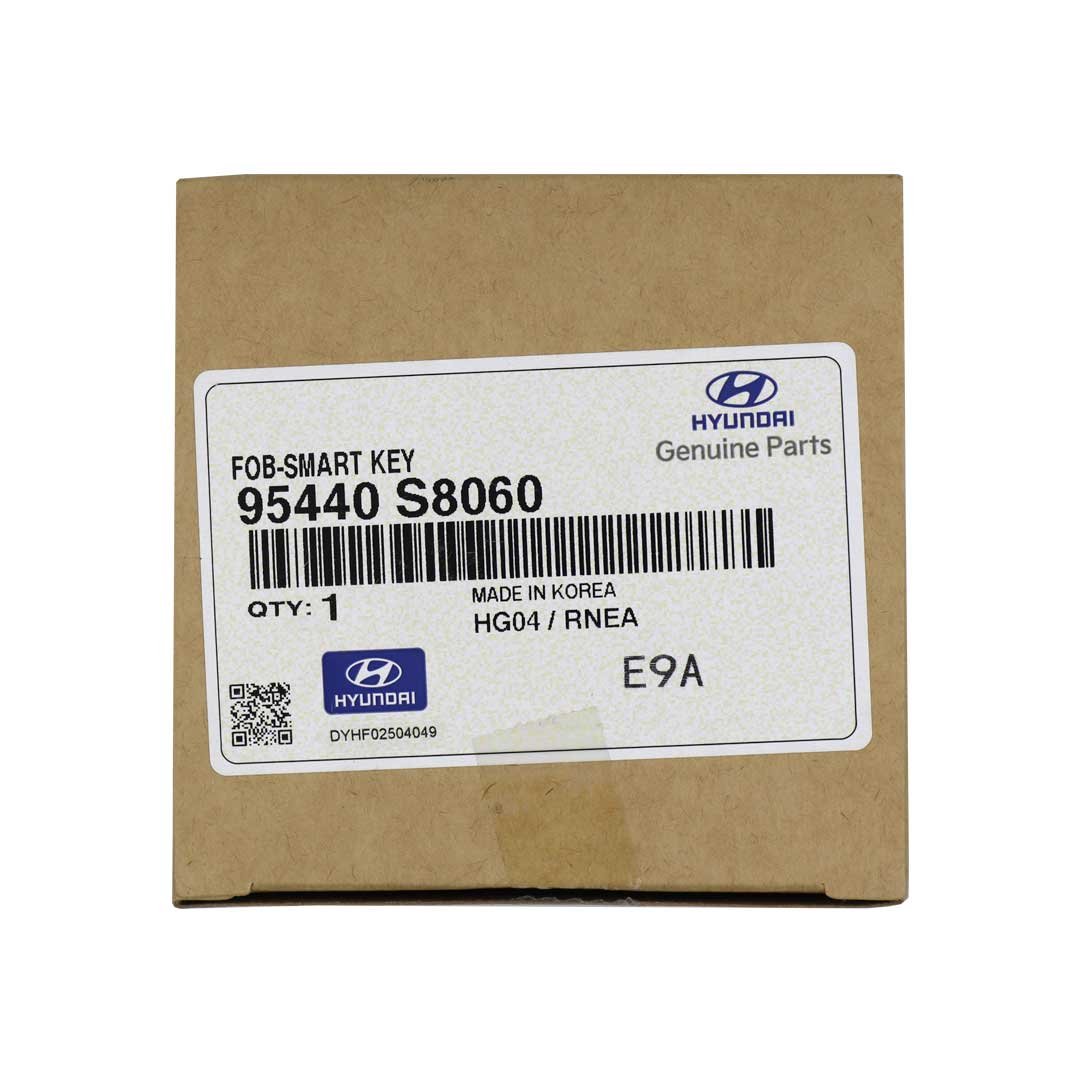 HYUNDAI
Genuine Parts
FOB-SMART KEY
95440 S8060
QTY: 1
MADE IN KOREA
HG04 / RNEA
E9A
HYUNDAI
DYHF02504049